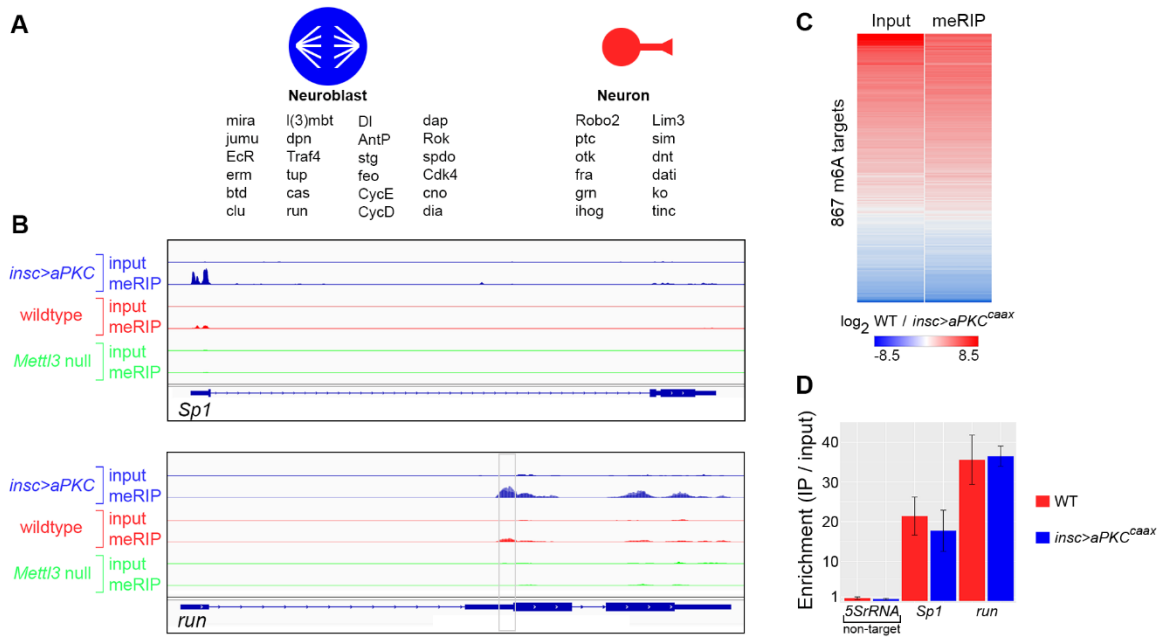 A
Neuroblast
Neuron
mira l(3)mbt Dl dap
jumu dpn AntP Rok
EcR Traf4 stg spdo
erm tup feo Cdk4
btd cas CycE cno
clu run CycD dia
Robo2 Lim3
ptc sim
otk dnt
fra dati
grn ko
ihog tinc
B
insc>aPKC
input
meRIP
wildtype
input
meRIP
Mettl3 null
input
meRIP
Sp1
insc>aPKC
input
meRIP
wildtype
input
meRIP
Mettl3 null
input
meRIP
run
C
Input meRIP
867 m6A targets
log2 WT / insc>aPKCcaax
-8.5 8.5
D
Enrichment (IP / input)
40
30
20
10
1
5SrRNA Sp1 run
non-target
WT
insc>aPKCcaax